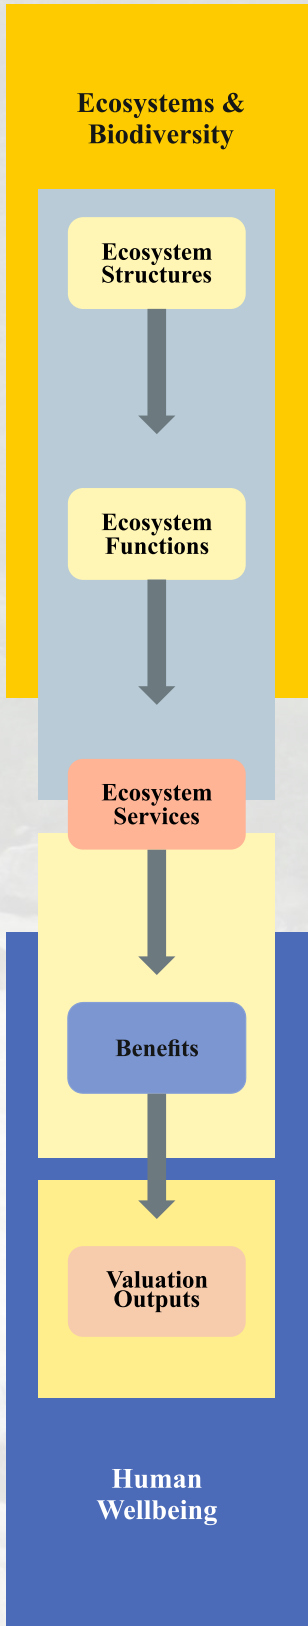 Ecosystems &
Biodiversity
Ecosystem
Structures
Ecosystem
Functions
Ecosystem
Services
Benefits
Valuation
Outputs
Human
Wellbeing